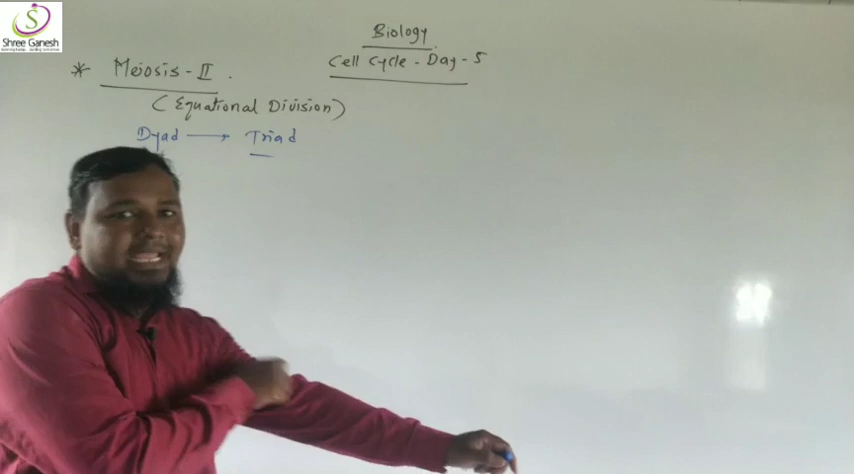 S
Shree Ganesh
Biology
Cell Cycle - Day - 5
* Meiosis - II .
(Equational Division)
Dyad → Triad